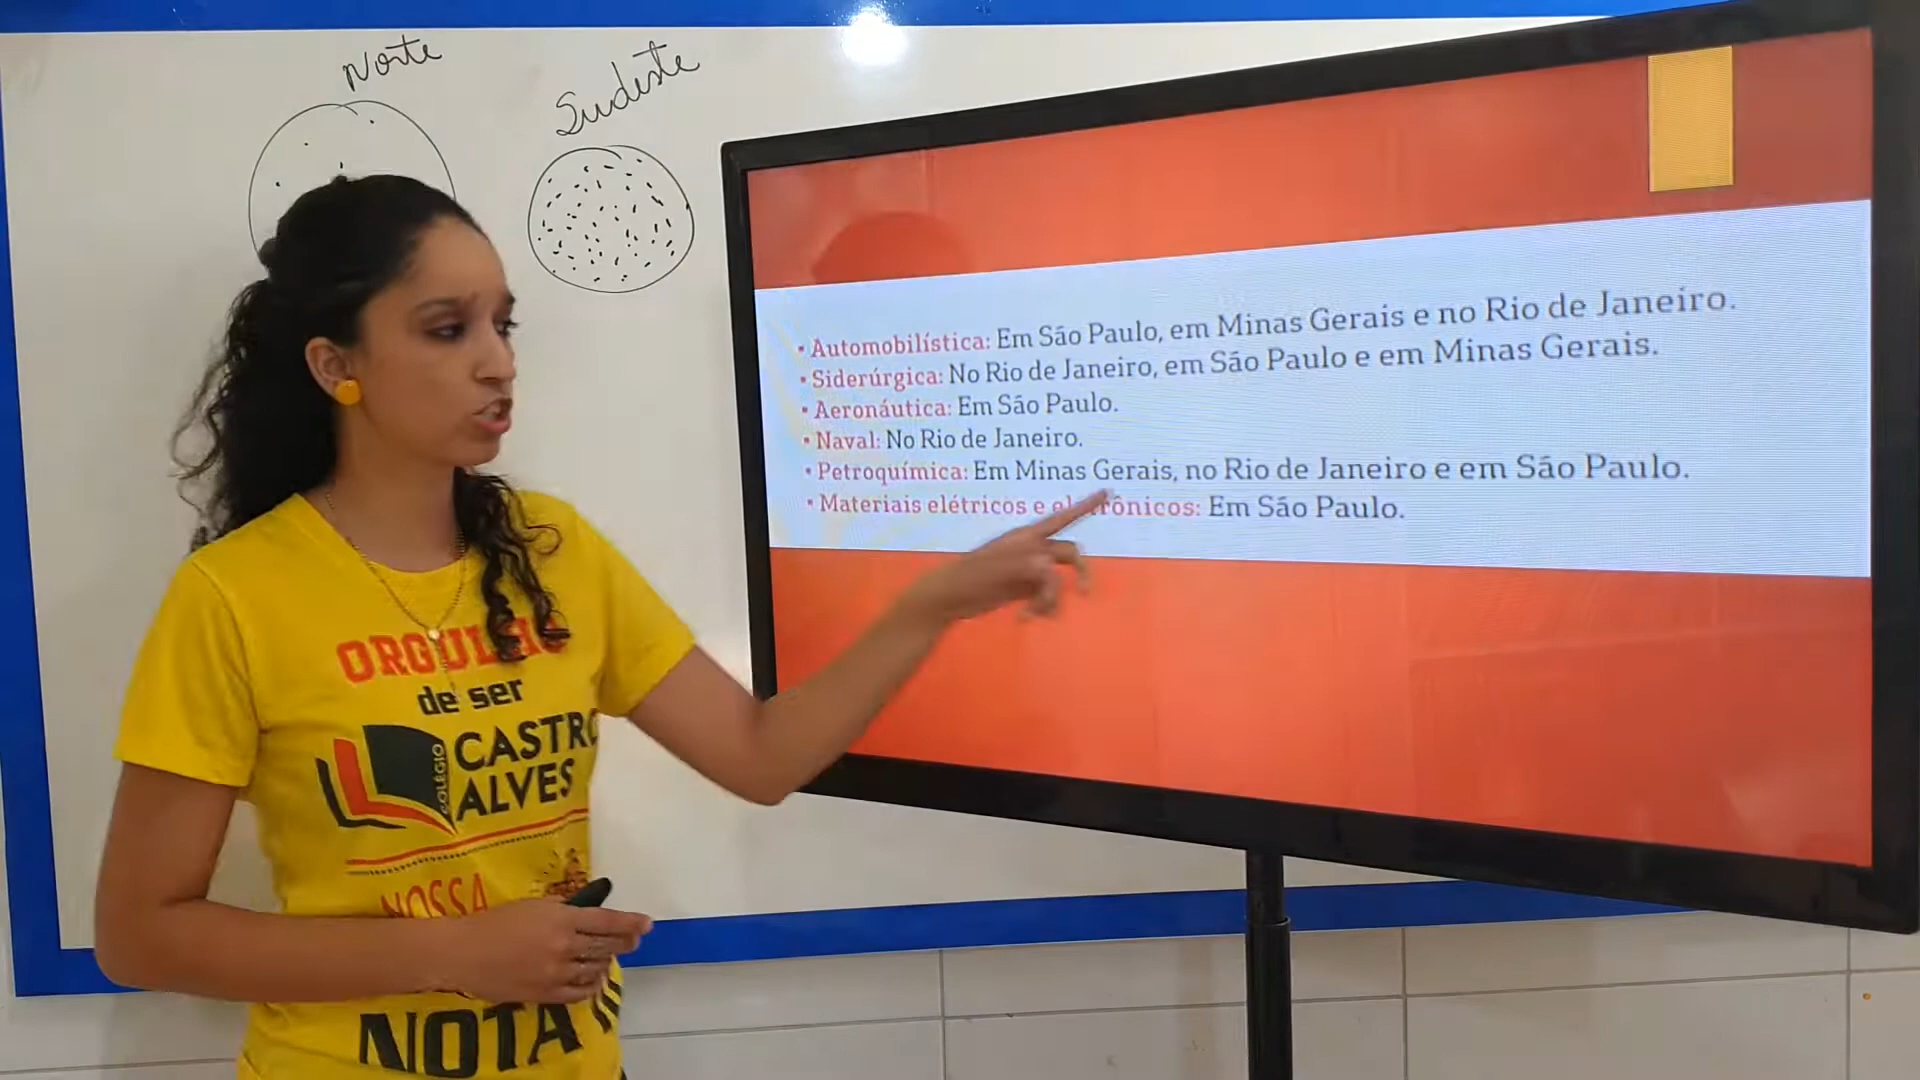 Norte
Sudeste
• Automobilística: Em São Paulo, em Minas Gerais e no Rio de Janeiro.
• Siderúrgica: No Rio de Janeiro, em São Paulo e em Minas Gerais.
• Aeronáutica: Em São Paulo.
• Naval: No Rio de Janeiro.
• Petroquímica: Em Minas Gerais, no Rio de Janeiro e em São Paulo.
• Materiais elétricos e eletrônicos: Em São Paulo.
ORGULHO
de ser
COLÉGIO
CASTRO
ALVES
NOSSA
NOTA